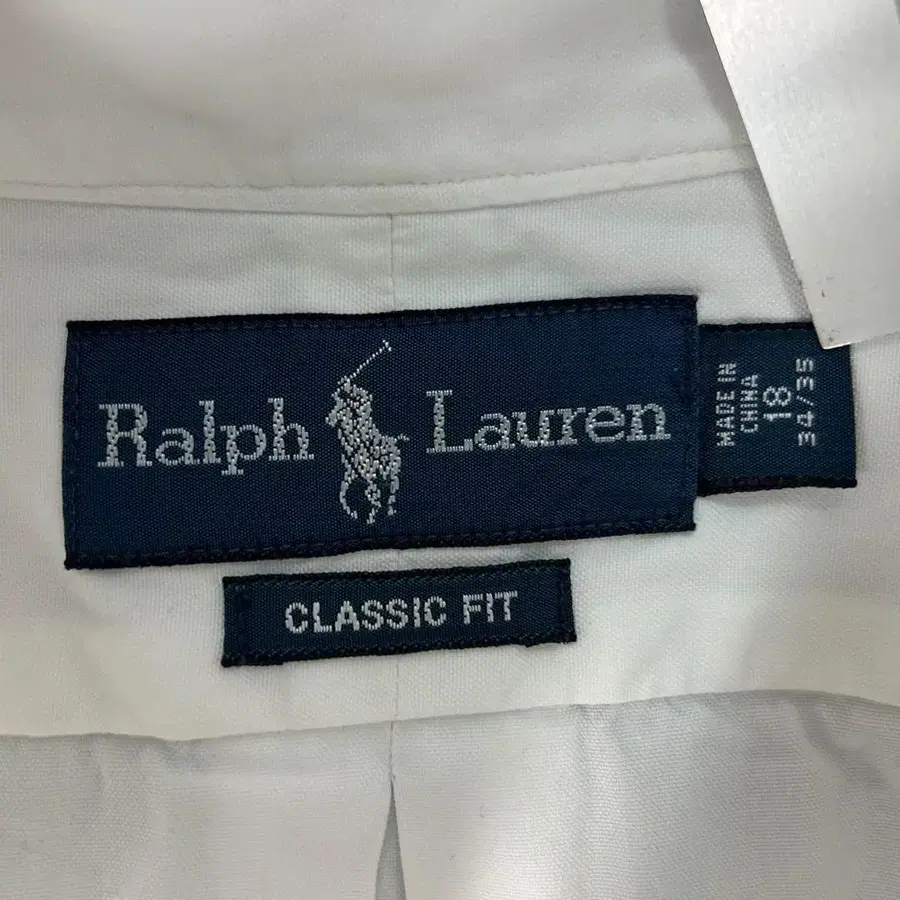 Ralph Lauren
MADE IN
CHINA
18
34/35
CLASSIC FIT